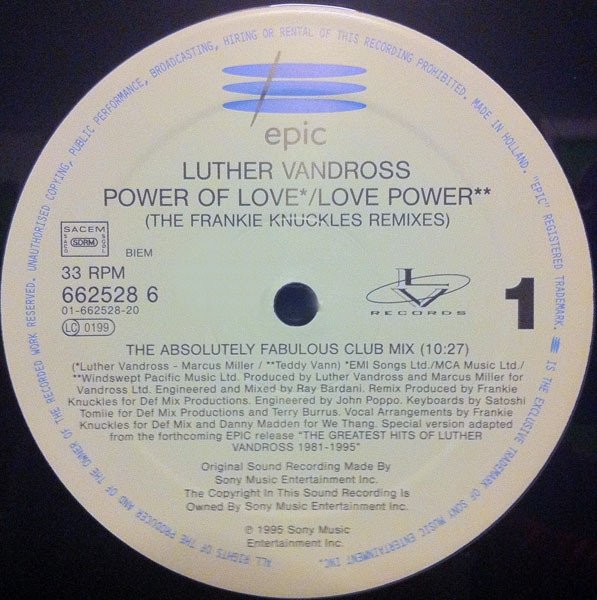 UNAUTHORISED COPYING, PUBLIC PERFORMANCE, BROADCASTING, HIRING OR RENTAL OF THIS RECORDING PROHIBITED. MADE IN HOLLAND. "EPIC" REGISTERED TRADEMARK.
epic
LUTHER VANDROSS
POWER OF LOVE*/LOVE POWER**
(THE FRANKIE KNUCKLES REMIXES)
SACEM
SACD
SDRM
SGDL
BIEM
33 RPM
662528 6
01-662528-20
LC 0199
LV
RECORDS
1
THE ABSOLUTELY FABULOUS CLUB MIX (10:27)
(*Luther Vandross - Marcus Miller / **Teddy Vann) *EMI Songs Ltd./MCA Music Ltd./
**Windswept Pacific Music Ltd. Produced by Luther Vandross and Marcus Miller for
Vandross Ltd. Engineered and Mixed by Ray Bardani. Remix Produced by Frankie
Knuckles for Def Mix Productions. Engineered by John Poppo. Keyboards by Satoshi
Tomiie for Def Mix Productions and Terry Burrus. Vocal Arrangements by Frankie
Knuckles for Def Mix and Danny Madden for We Thang. Special version adapted
from the forthcoming EPIC release "THE GREATEST HITS OF LUTHER
VANDROSS 1981-1995"
Original Sound Recording Made By
Sony Music Entertainment Inc.
The Copyright In This Sound Recording Is
Owned By Sony Music Entertainment Inc.
℗ 1995 Sony Music
Entertainment Inc.
E IS THE EXCLUSIVE TRADEMARK OF SONY MUSIC ENTERTAINMENT INC.
ALL RIGHTS OF THE PRODUCER AND OF THE OWNER OF THE RECORDED WORK RESERVED.